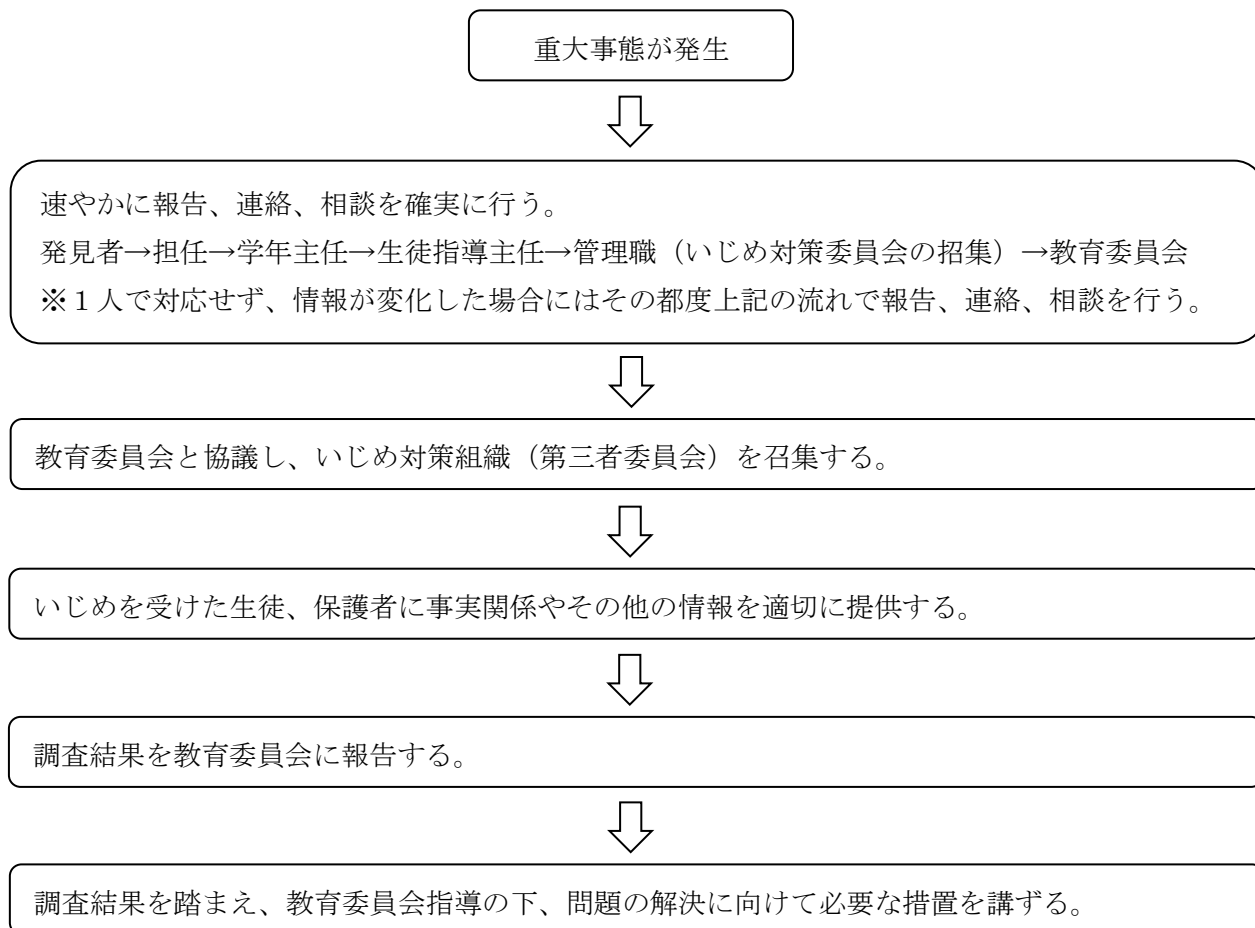 重大事態が発生
速やかに報告、連絡、相談を確実に行う。
発見者→担任→学年主任→生徒指導主任→管理職（いじめ対策委員会の招集）→教育委員会
※１人で対応せず、情報が変化した場合にはその都度上記の流れで報告、連絡、相談を行う。
教育委員会と協議し、いじめ対策組織（第三者委員会）を召集する。
いじめを受けた生徒、保護者に事実関係やその他の情報を適切に提供する。
調査結果を教育委員会に報告する。
調査結果を踏まえ、教育委員会指導の下、問題の解決に向けて必要な措置を講ずる。